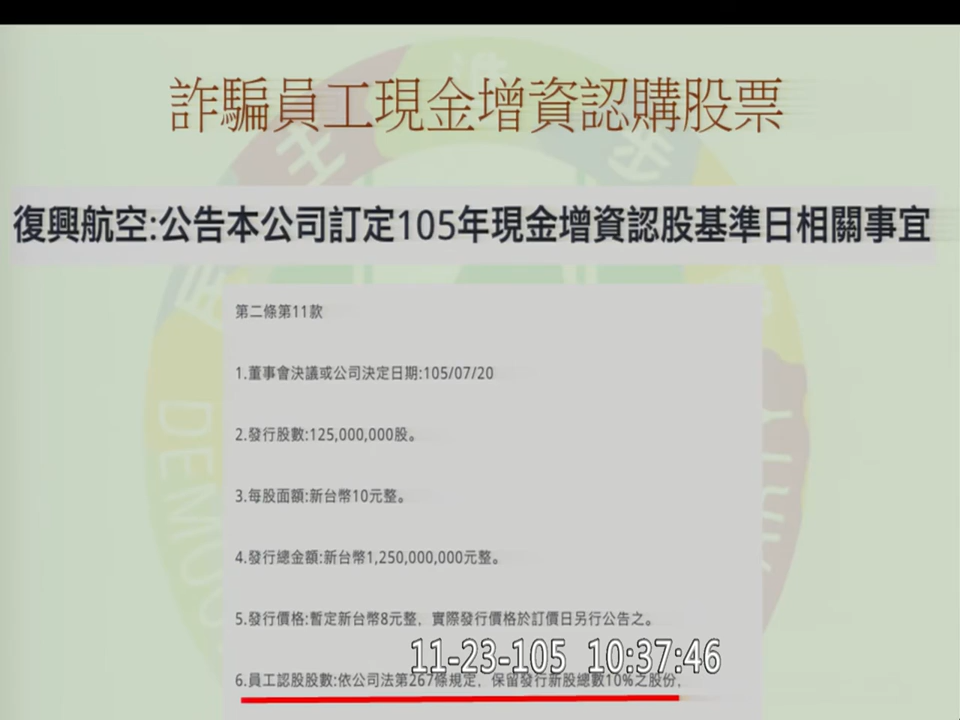 詐騙員工現金增資認購股票
復興航空:公告本公司訂定105年現金增資認股基準日相關事宜
第二條第11款
1.董事會決議或公司決定日期:105/07/20
2.發行股數:125,000,000股。
3.每股面額:新台幣10元整。
4.發行總金額:新台幣1,250,000,000元整。
5.發行價格:暫定新台幣8元整，實際發行價格於訂價日另行公告之。
11-23-105 10:37:46
6.員工認股股數:依公司法第267條規定，保留發行新股總數10%之股份，